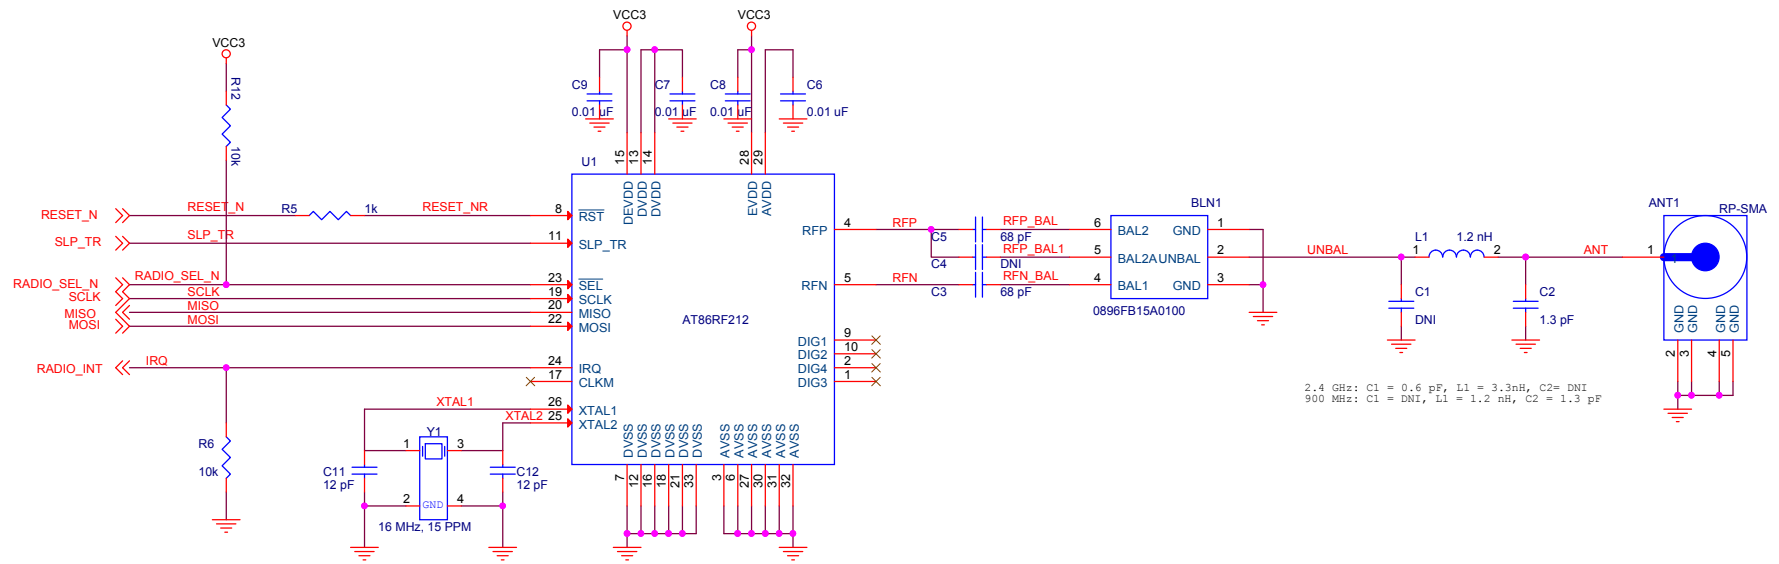 VCC3
VCC3
VCC3
R12
10k
C9
0.01 uF
C7
0.01 uF
C8
0.01 uF
C6
0.01 uF
U1
15
13
14
28
29
DEVDD
DVDD
DVDD
EVDD
AVDD
RESET_N
RESET_N
R5
1k
RESET_NR
8
RST
SLP_TR
SLP_TR
11
SLP_TR
RADIO_SEL_N
RADIO_SEL_N
23
SEL
SCLK
SCLK
19
SCLK
MISO
MISO
20
MISO
MOSI
MOSI
22
MOSI
RADIO_INT
IRQ
24
IRQ
17
CLKM
XTAL1
26
XTAL1
XTAL2
25
XTAL2
AT86RF212
RFP
4
RFP
C5
68 pF
RFP_BAL
6
BAL2
C4
DNI
RFP_BAL1
5
BAL2A
RFN
5
RFN
C3
68 pF
RFN_BAL
4
BAL1
BLN1
GND
1
UNBAL
2
GND
3
0896FB15A0100
DIG1
9
DIG2
10
DIG4
2
DIG3
1
UNBAL
L1
1.2 nH
1
2
C1
DNI
C2
1.3 pF
ANT
ANT1
RP-SMA
1
1
GND
GND
GND
GND
2
3
4
5
2.4 GHz: C1 = 0.6 pF, L1 = 3.3nH, C2= DNI
900 MHz: C1 = DNI, L1 = 1.2 nH, C2 = 1.3 pF
R6
10k
Y1
1
3
2
GND
4
C11
12 pF
C12
12 pF
16 MHz, 15 PPM
DVSS
DVSS
DVSS
DVSS
DVSS
DVSS
AVSS
AVSS
AVSS
AVSS
AVSS
AVSS
7
12
16
18
21
33
3
6
27
30
31
32